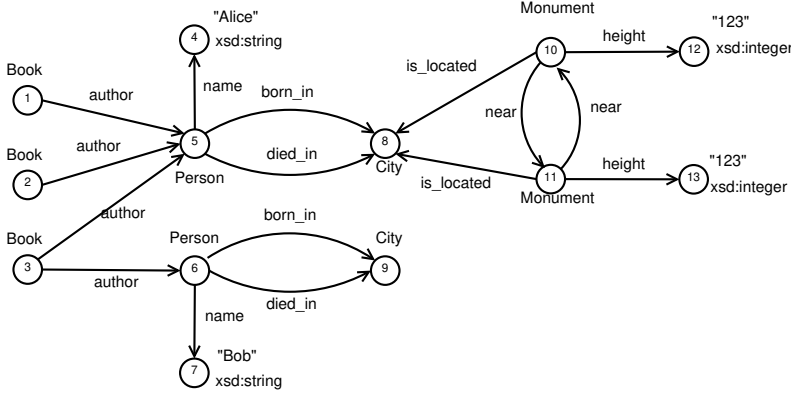 Monument
"Alice"
xsd:string
4
"123"
xsd:integer
height
10
12
is_located
Book
1
author
name
born_in
near
near
author
Book
2
5
Person
died_in
8
City
is_located
11
Monument
height
"123"
xsd:integer
13
author
Book
3
author
Person
6
born_in
City
9
died_in
name
"Bob"
xsd:string
7